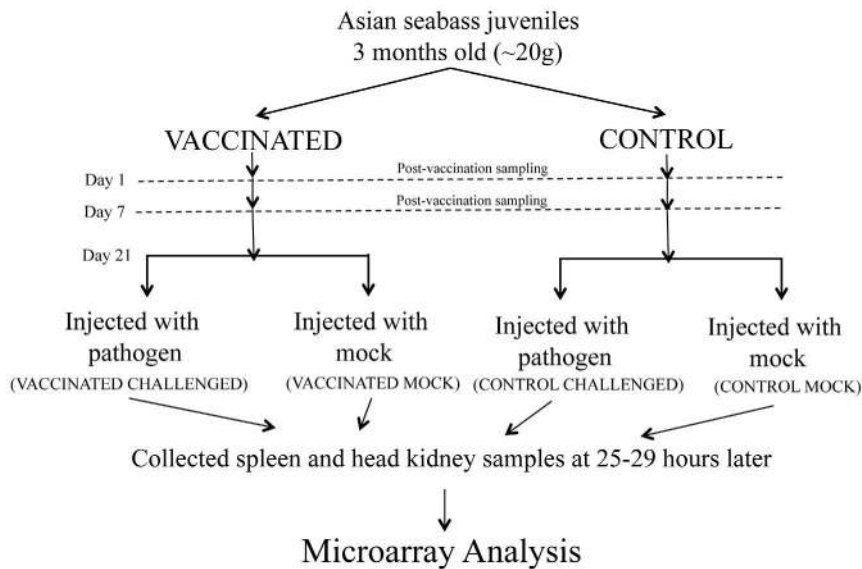 Asian seabass juveniles
3 months old (~20g)
VACCINATED
CONTROL
Day 1
Post-vaccination sampling
Day 7
Post-vaccination sampling
Day 21
Injected with
pathogen
(VACCINATED CHALLENGED)
Injected with
mock
(VACCINATED MOCK)
Injected with
pathogen
(CONTROL CHALLENGED)
Injected with
mock
(CONTROL MOCK)
Collected spleen and head kidney samples at 25-29 hours later
Microarray Analysis